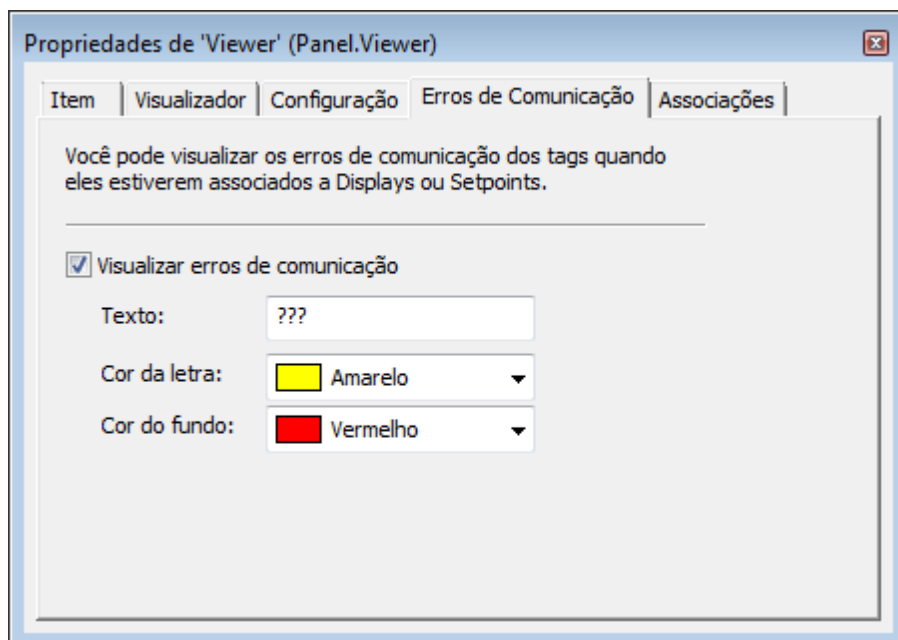 Propriedades de 'Viewer' (Panel.Viewer)
Item Visualizador Configuração Erros de Comunicação Associações
Você pode visualizar os erros de comunicação dos tags quando
eles estiverem associados a Displays ou Setpoints.
Visualizar erros de comunicação
Texto: ???
Cor da letra: Amarelo
Cor do fundo: Vermelho